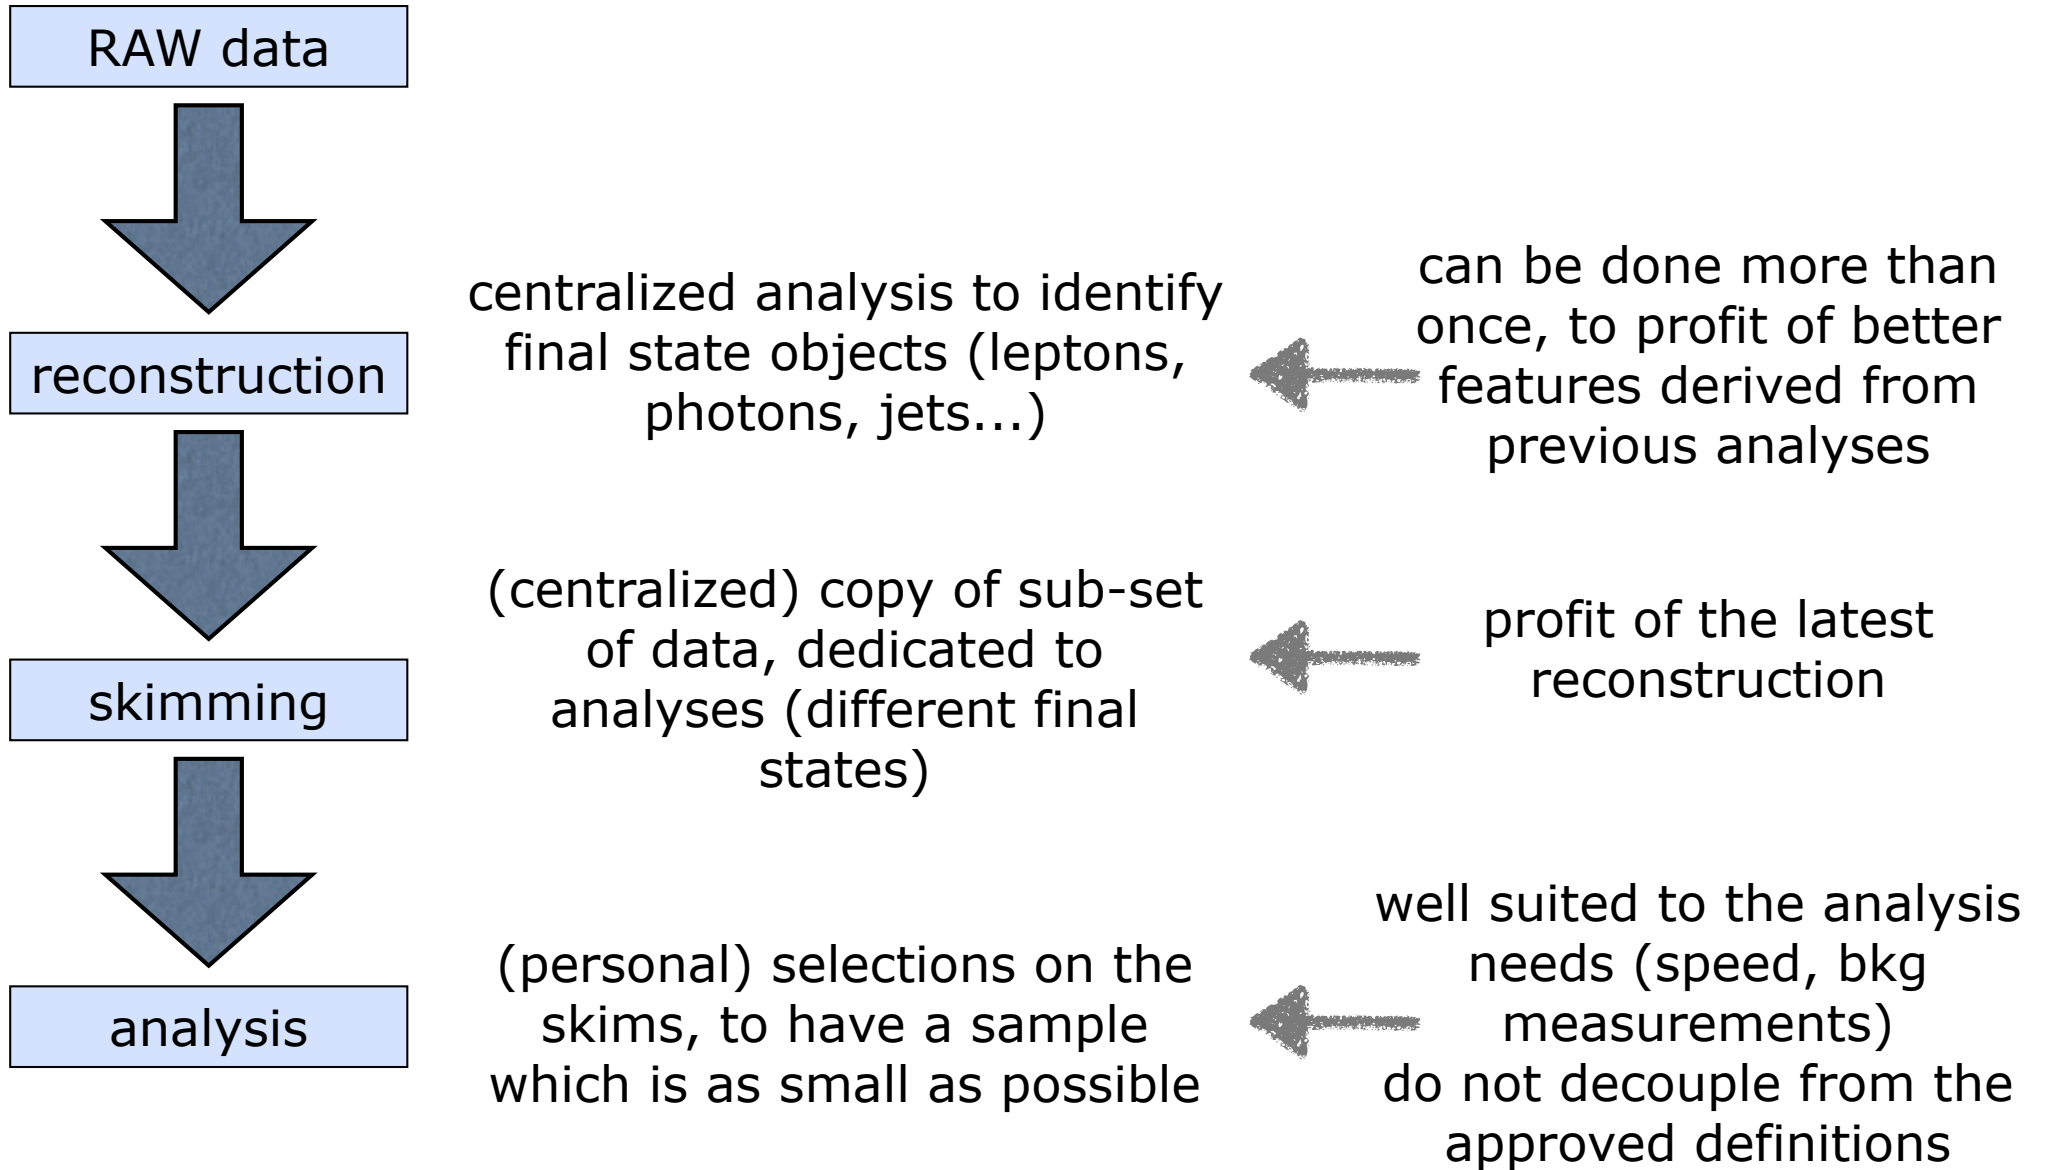 RAW data
reconstruction
centralized analysis to identify
final state objects (leptons,
photons, jets...)
can be done more than
once, to profit of better
features derived from
previous analyses
skimming
(centralized) copy of sub-set
of data, dedicated to
analyses (different final
states)
profit of the latest
reconstruction
analysis
(personal) selections on the
skims, to have a sample
which is as small as possible
well suited to the analysis
needs (speed, bkg
measurements)
do not decouple from the
approved definitions